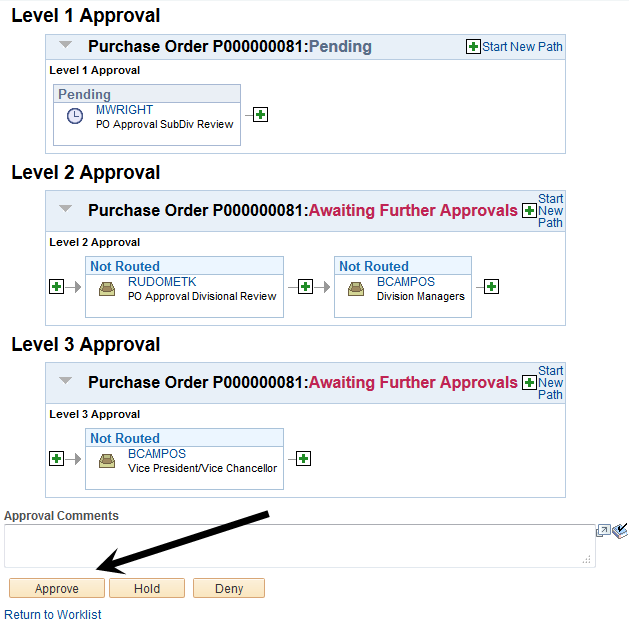 Level 1 Approval
Purchase Order P000000081:Pending
Start New Path
Level 1 Approval
Pending
MWRIGHT
PO Approval SubDiv Review
Level 2 Approval
Purchase Order P000000081:Awaiting Further Approvals
Start
New
Path
Level 2 Approval
Not Routed
RUDOMETK
PO Approval Divisional Review
Not Routed
BCAMPOS
Division Managers
Level 3 Approval
Purchase Order P000000081:Awaiting Further Approvals
Start
New
Path
Level 3 Approval
Not Routed
BCAMPOS
Vice President/Vice Chancellor
Approval Comments
Approve Hold Deny
Return to Worklist